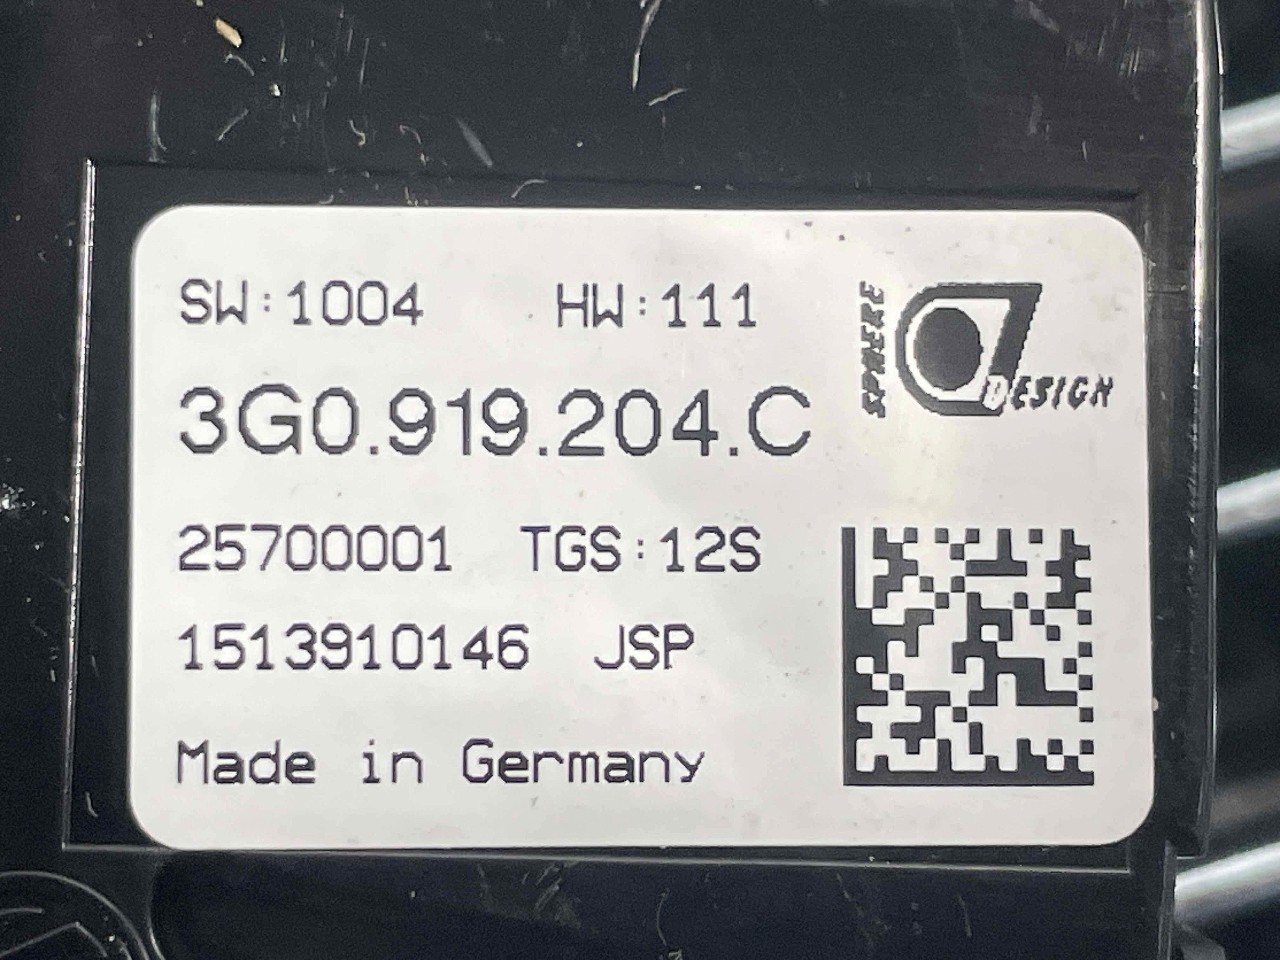 SW:1004 HW:111
SPHERE
DESIGN
3G0.919.204.C
25700001 TGS:12S
1513910146 JSP
Made in Germany